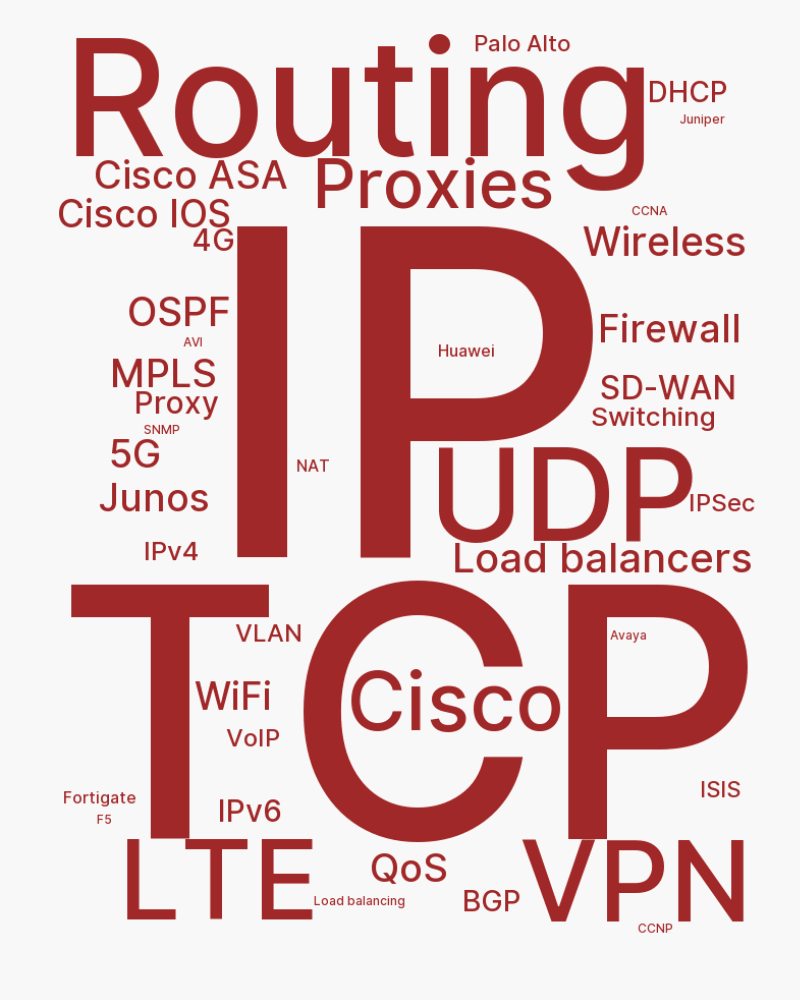 Palo Alto
Routing
DHCP
Juniper
Cisco ASA
Proxies
Cisco IOS
CCNA
4G
Wireless
IP
OSPF
Firewall
AVI
Huawei
MPLS
SD-WAN
Proxy
Switching
SNMP
5G
NAT
UDP
Junos
IPSec
IPv4
Load balancers
TCP
VLAN
Avaya
WiFi
Cisco
VoIP
ISIS
Fortigate
IPv6
F5
LTE
QoS
VPN
Load balancing
BGP
CCNP